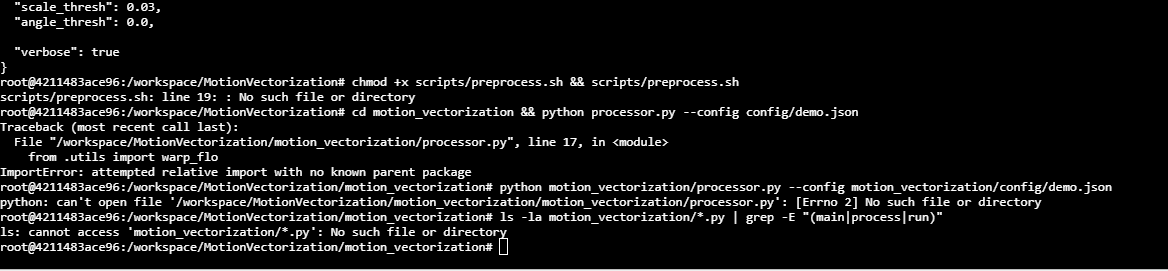 "scale_thresh": 0.03,
"angle_thresh": 0.0,
"verbose": true
}
root@4211483ace96:/workspace/MotionVectorization# chmod +x scripts/preprocess.sh && scripts/preprocess.sh
scripts/preprocess.sh: line 19: : No such file or directory
root@4211483ace96:/workspace/MotionVectorization# cd motion_vectorization && python processor.py --config config/demo.json
Traceback (most recent call last):
File "/workspace/MotionVectorization/motion_vectorization/processor.py", line 17, in <module>
from .utils import warp_flo
ImportError: attempted relative import with no known parent package
root@4211483ace96:/workspace/MotionVectorization/motion_vectorization# python motion_vectorization/processor.py --config motion_vectorization/config/demo.json
python: can't open file '/workspace/MotionVectorization/motion_vectorization/motion_vectorization/processor.py': [Errno 2] No such file or directory
root@4211483ace96:/workspace/MotionVectorization/motion_vectorization# ls -la motion_vectorization/*.py | grep -E "(main|process|run)"
ls: cannot access 'motion_vectorization/*.py': No such file or directory
root@4211483ace96:/workspace/MotionVectorization/motion_vectorization#